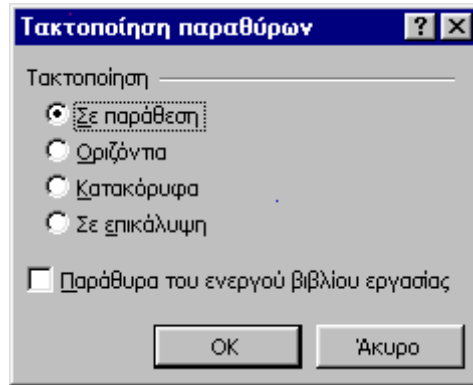 Τακτοποίηση παραθύρων
Τακτοποίηση
Σε παράθεση
Οριζόντια
Κατακόρυφα
Σε επικάλυψη
Παράθυρα του ενεργού βιβλίου εργασίας
OK Άκυρο